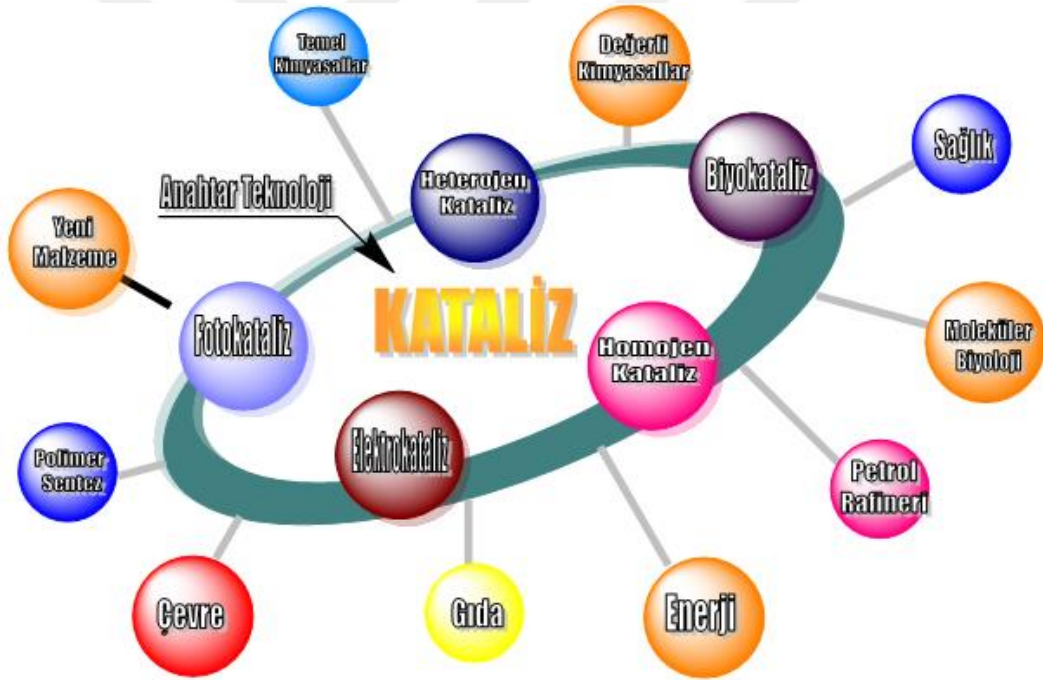 Temel
Kimyasallar
Değerli
Kimyasallar
Sağlık
Biyokataliz
Heterojen
Kataliz
Anahtar Teknoloji
Yeni
Malzeme
KATALİZ
Fotokataliz
Homojen
Kataliz
Moleküler
Biyoloji
Elektrokataliz
Polimer
Sentez
Petrol
Rafineri
Çevre
Gıda
Enerji